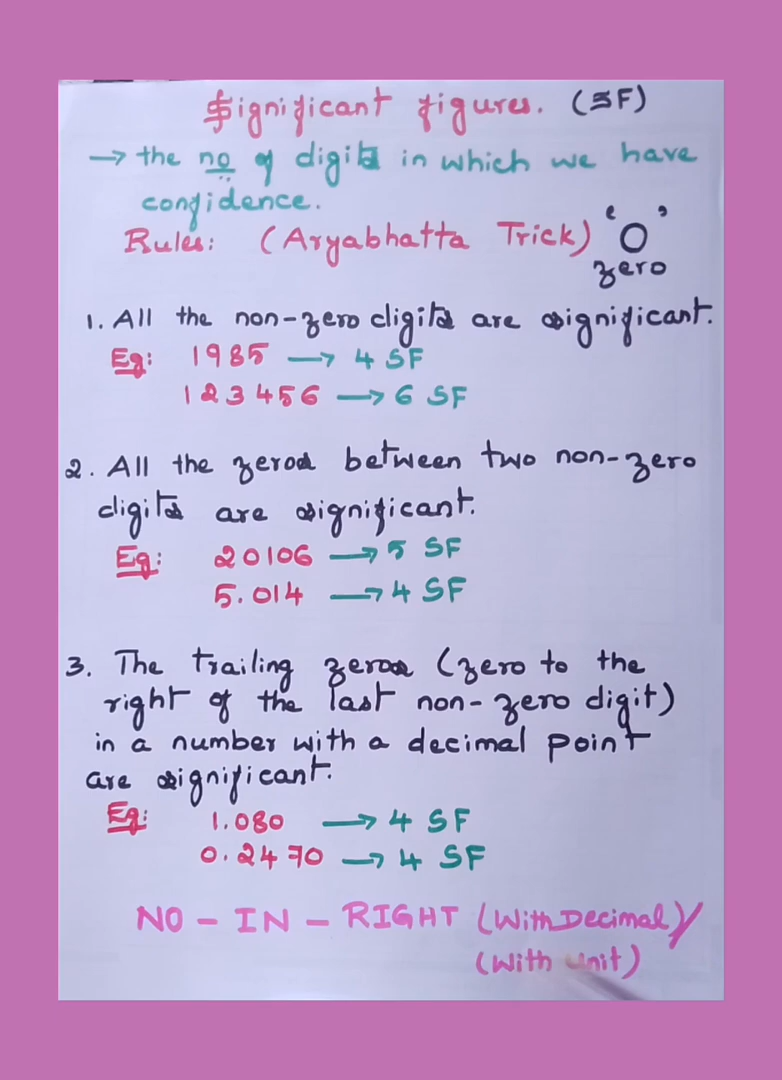 Significant figures. (SF)
→ the no of digits in which we have
confidence.
Rules: (Aryabhatta Trick) ‘0’
zero
1. All the non-zero digits are significant.
Eg: 1985 → 4 SF
123456 → 6 SF
2. All the zeros between two non-zero
digits are significant.
Eg: 20106 → 5 SF
5.014 → 4 SF
3. The trailing zeros (zero to the
right of the last non-zero digit)
in a number with a decimal point
are significant.
Eg: 1.080 → 4 SF
0.2470 → 4 SF
NO - IN - RIGHT (With Decimal)/
(With unit)